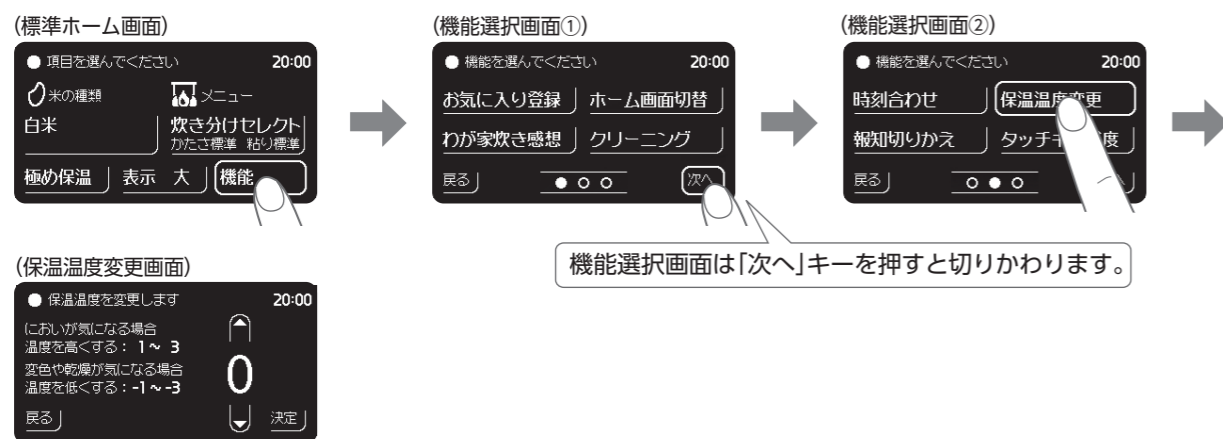 (標準ホーム画面)
● 項目を選んでください 20:00
米の種類 メニュー
白米 炊き分けセレクト
かたさ標準 粘り標準
極め保温 表示 大 機能
(機能選択画面①)
● 機能を選んでください 20:00
お気に入り登録 ホーム画面切替
わが家炊き感想 クリーニング
戻る ●○○ 次へ
(機能選択画面②)
● 機能を選んでください 20:00
時刻合わせ 保温温度変更
報知切りかえ タッチ 度
戻る ○●○
機能選択画面は「次へ」キーを押すと切りかわります。
(保温温度変更画面)
● 保温温度を変更します 20:00
においが気になる場合
温度を高くする: 1~ 3
変色や乾燥が気になる場合
温度を低くする:-1~-3
0
戻る 決定